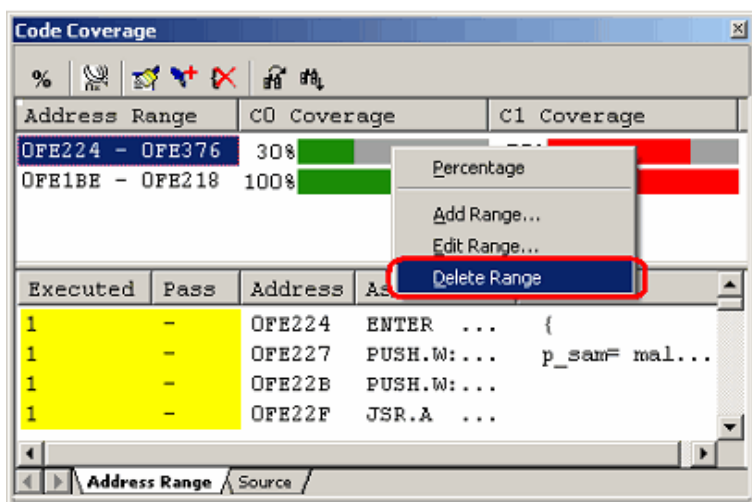 Code Coverage
%
Address Range C0 Coverage C1 Coverage
0FE224 - 0FE376 30%
0FE1BE - 0FE218 100%
Percentage
Add Range...
Edit Range...
Delete Range
Executed Pass Address As
1 - 0FE224 ENTER ... {
1 - 0FE227 PUSH.W:... p_sam= mal...
1 - 0FE22B PUSH.W:...
1 - 0FE22F JSR.A ...
Address Range Source